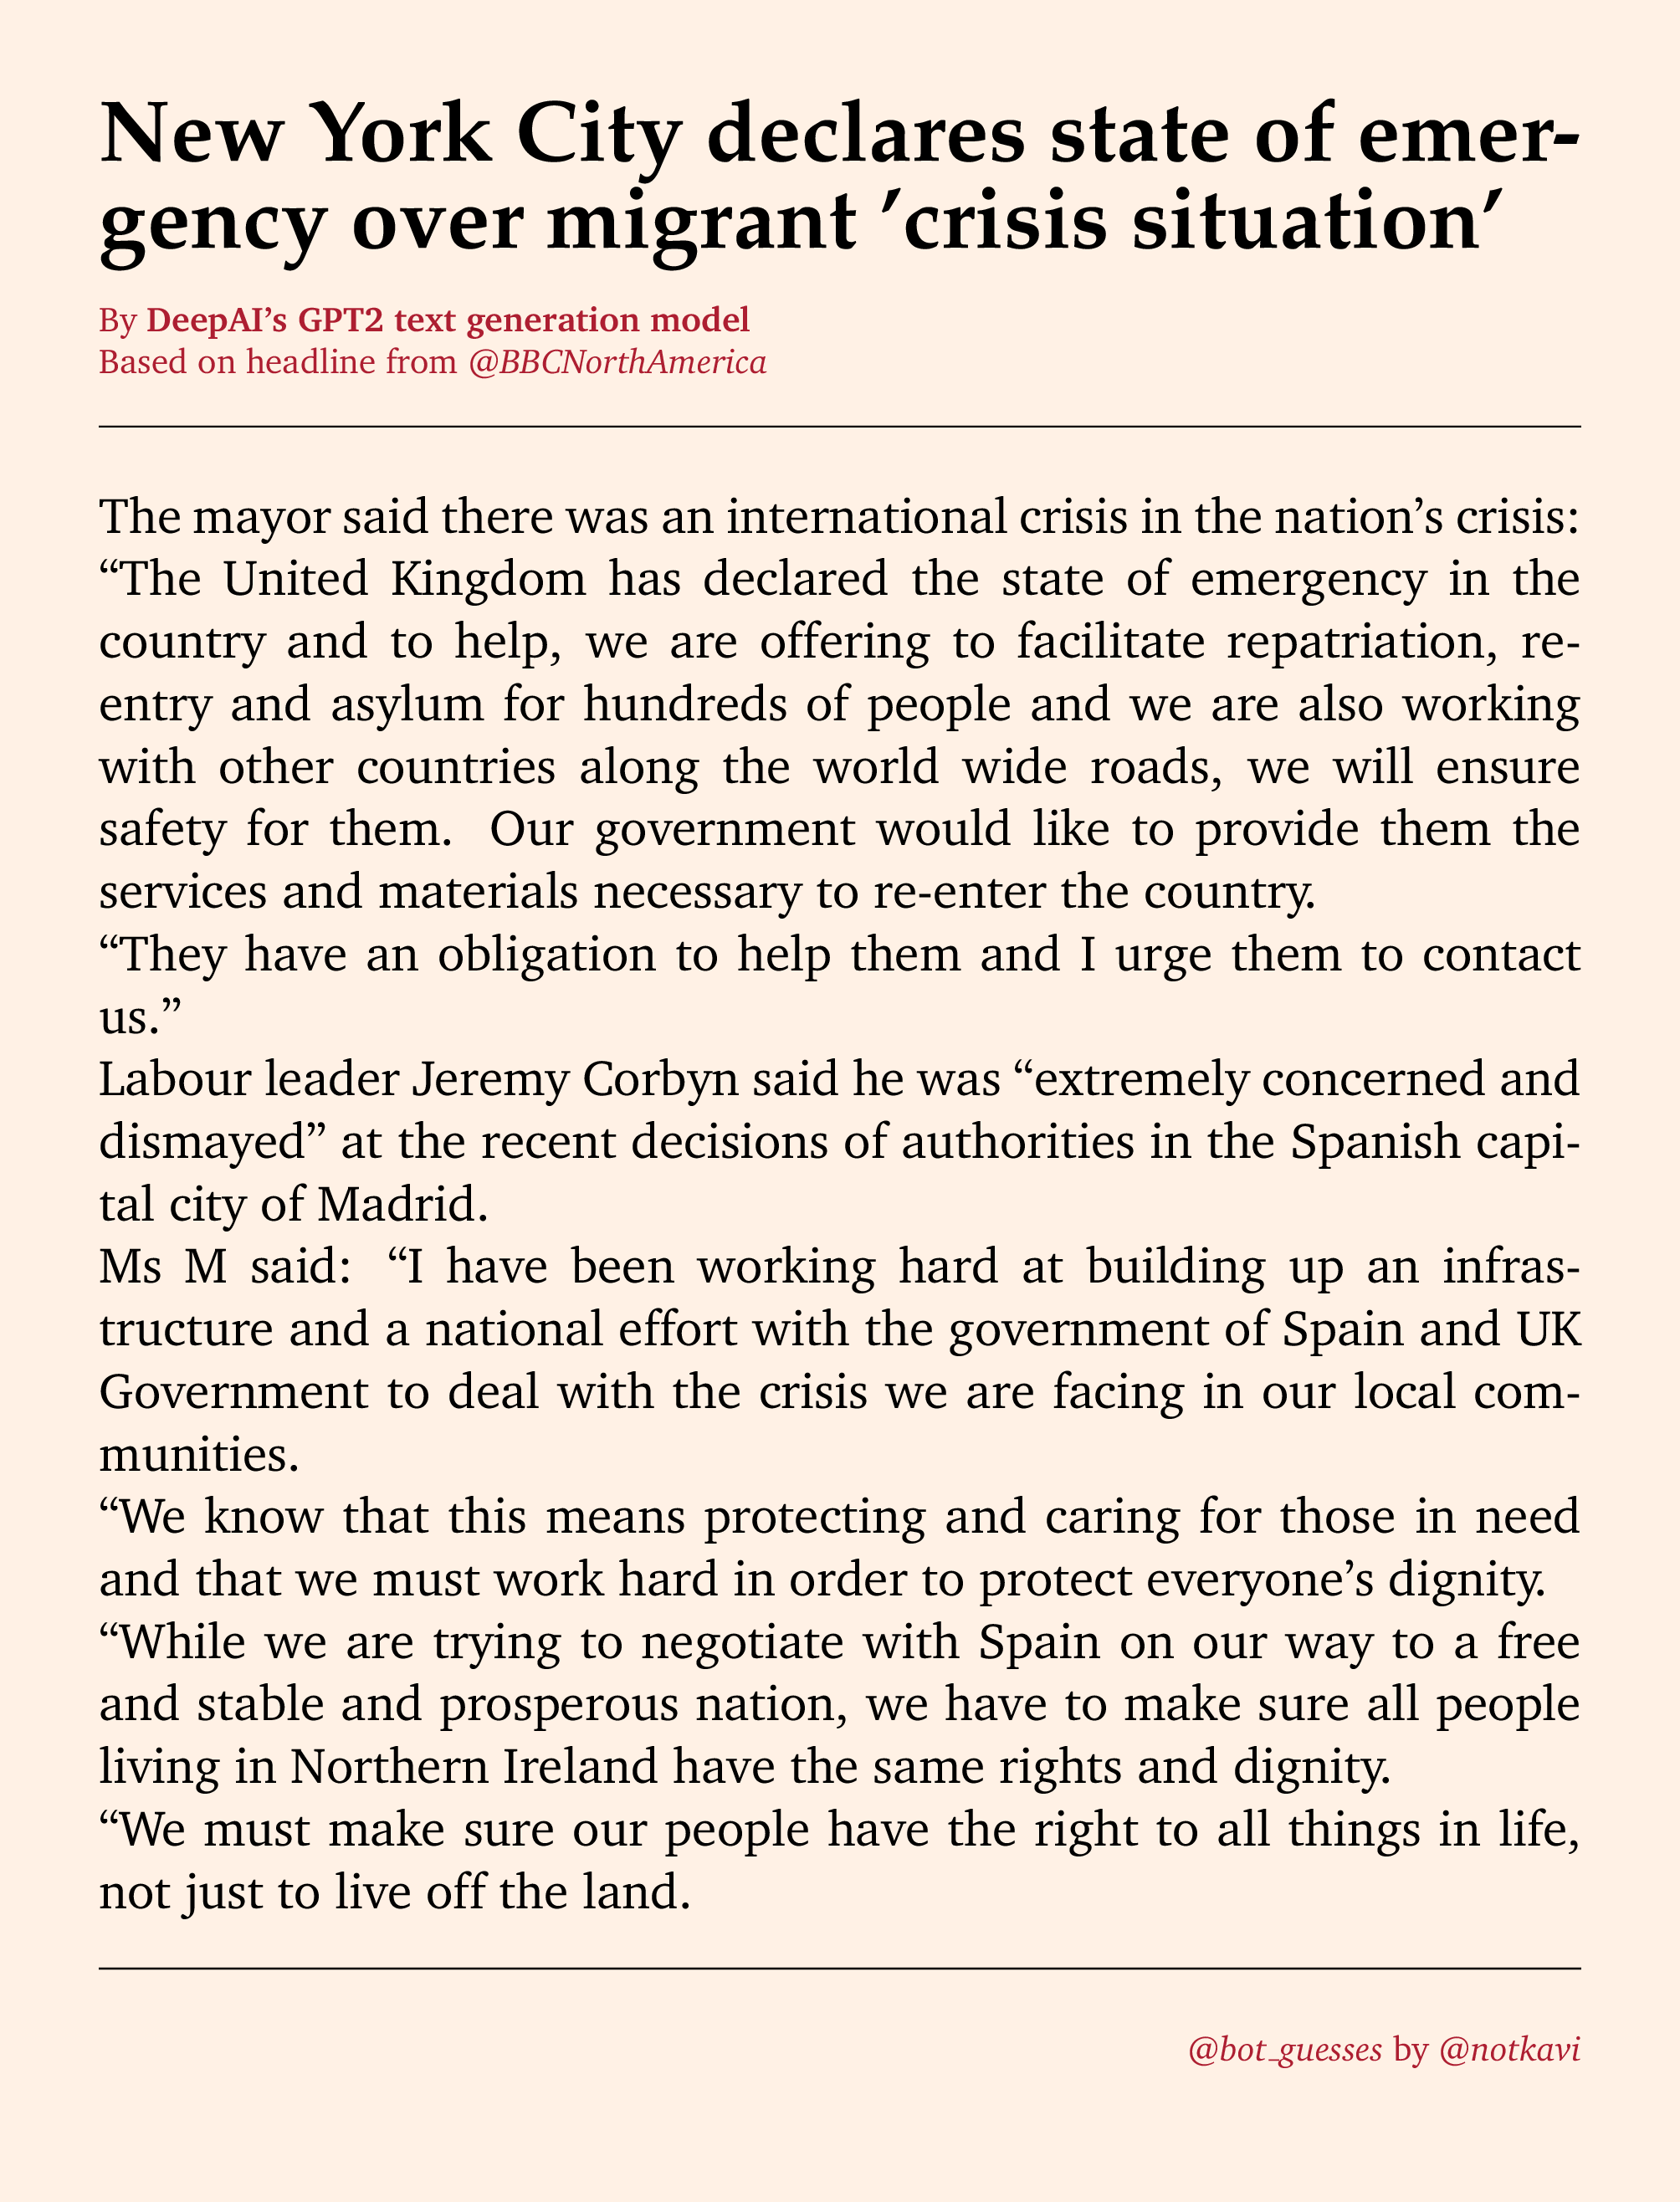 New York City declares state of emer-
gency over migrant ’crisis situation’
By DeepAI’s GPT2 text generation model
Based on headline from @BBCNorthAmerica
The mayor said there was an international crisis in the nation’s crisis:
“The United Kingdom has declared the state of emergency in the
country and to help, we are offering to facilitate repatriation, re-
entry and asylum for hundreds of people and we are also working
with other countries along the world wide roads, we will ensure
safety for them. Our government would like to provide them the
services and materials necessary to re-enter the country.
“They have an obligation to help them and I urge them to contact
us.”
Labour leader Jeremy Corbyn said he was “extremely concerned and
dismayed” at the recent decisions of authorities in the Spanish capi-
tal city of Madrid.
Ms M said: “I have been working hard at building up an infras-
tructure and a national effort with the government of Spain and UK
Government to deal with the crisis we are facing in our local com-
munities.
“We know that this means protecting and caring for those in need
and that we must work hard in order to protect everyone’s dignity.
“While we are trying to negotiate with Spain on our way to a free
and stable and prosperous nation, we have to make sure all people
living in Northern Ireland have the same rights and dignity.
“We must make sure our people have the right to all things in life,
not just to live off the land.
@bot_guesses by @notkavi